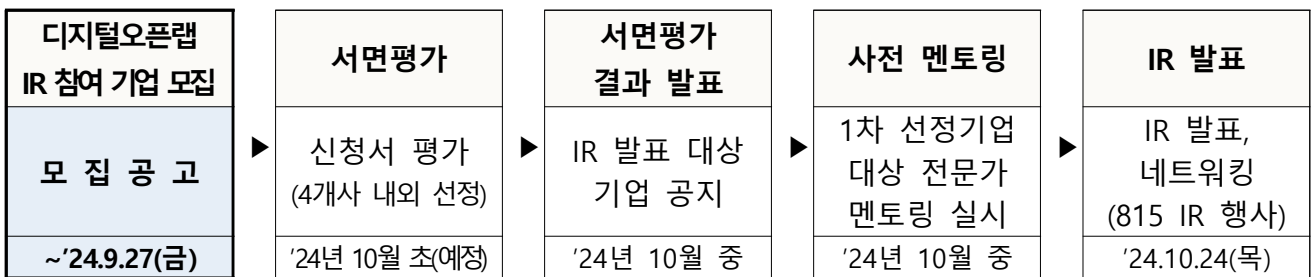 디지털오픈랩
IR 참여 기업 모집
모 집 공 고
~’24.9.27(금)
▶
서면평가
신청서 평가
(4개사 내외 선정)
’24년 10월 초(예정)
▶
서면평가
결과 발표
IR 발표 대상
기업 공지
’24년 10월 중
▶
사전 멘토링
1차 선정기업
대상 전문가
멘토링 실시
’24년 10월 중
▶
IR 발표
IR 발표,
네트워킹
(815 IR 행사)
’24.10.24(목)